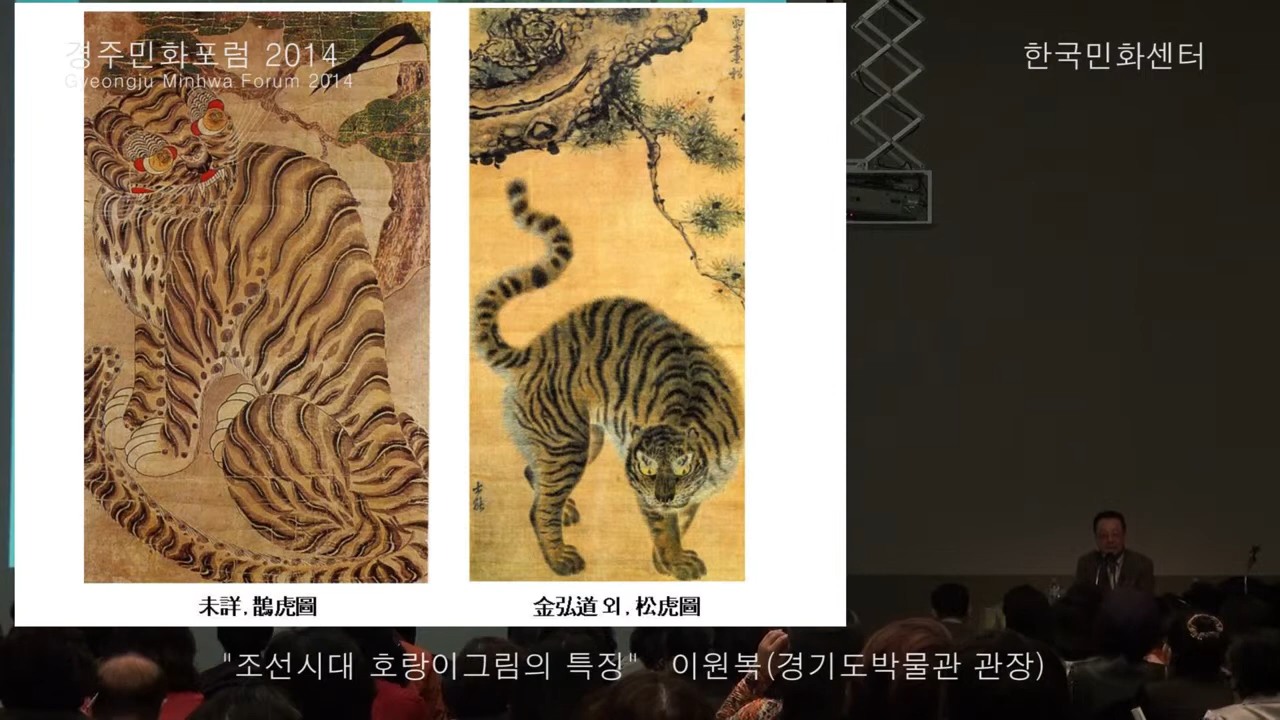 경주민화포럼 2014
Gyeongju Minhwa Forum 2014
한국민화센터
士能
未詳, 鵲虎圖
金弘道 외, 松虎圖
"조선시대 호랑이그림의 특징" 이원복(경기도박물관 관장)